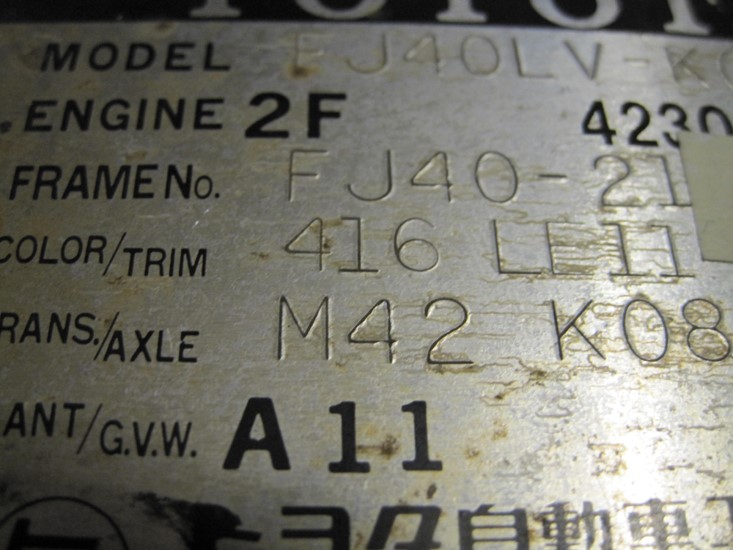 MODEL FJ40LV-K
ENGINE 2F 4230
FRAME No. FJ40-21
COLOR/TRIM 416 LE11
RANS./AXLE M42 K08
ANT/G.V.W. A11
トヨタ自動車